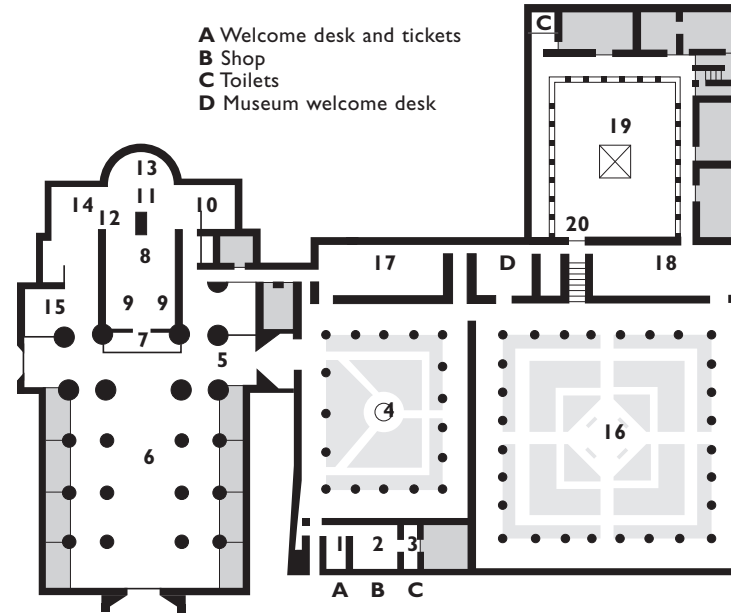 A Welcome desk and tickets
B Shop
C Toilets
D Museum welcome desk
C
19
13
11
14
12
10
8
20
17
D
18
9 9
15
7
5
4
16
6
1 2 3
A B C